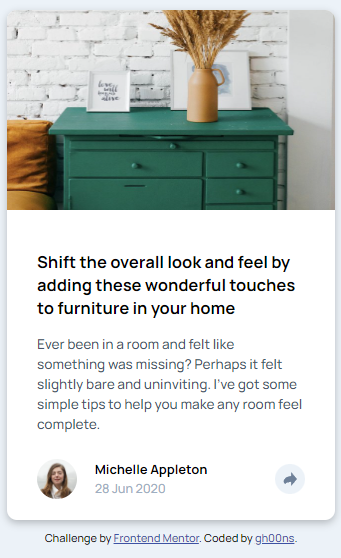 love
well
alive
Shift the overall look and feel by
adding these wonderful touches
to furniture in your home
Ever been in a room and felt like
something was missing? Perhaps it felt
slightly bare and uninviting. I've got some
simple tips to help you make any room feel
complete.
Michelle Appleton
28 Jun 2020
Challenge by Frontend Mentor. Coded by gh00ns.